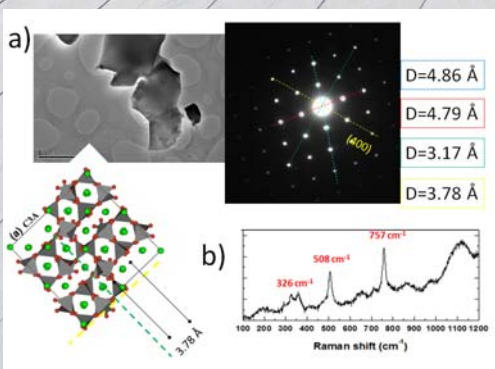 a)
D=4.86 Å
D=4.79 Å
D=3.17 Å
D=3.78 Å
(400)
(a) C3A
3.78 Å
b)
757 cm-1
508 cm-1
326 cm-1
100 200 300 400 500 600 700 800 900 1000 1100 1200
Raman shift (cm-1)